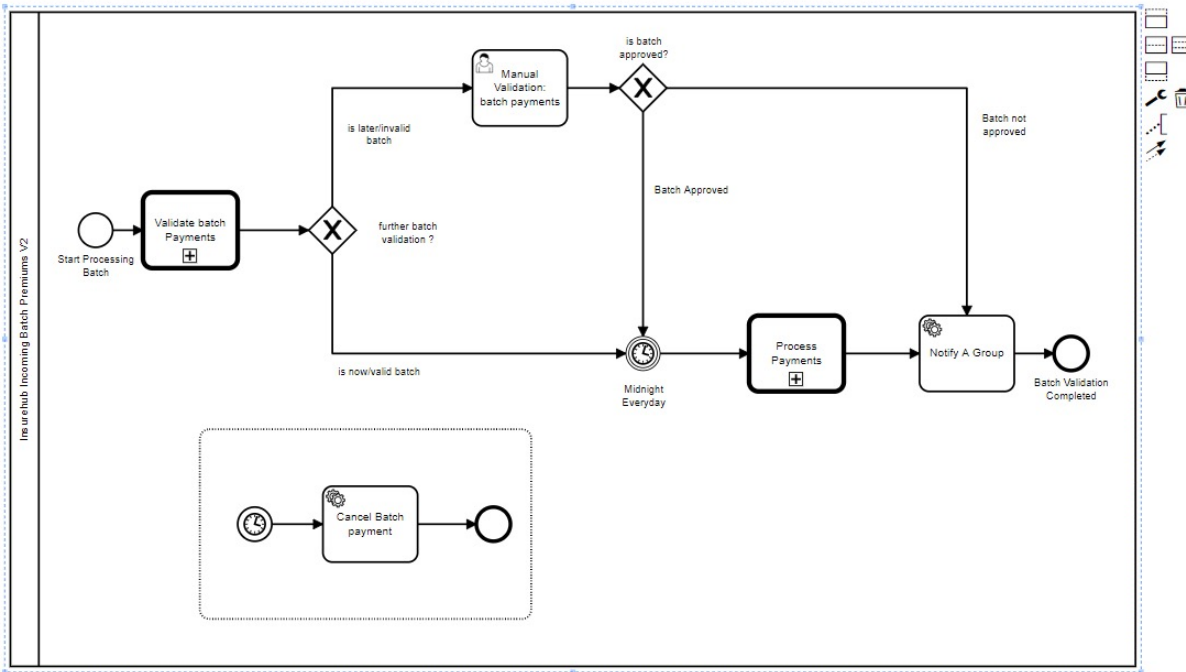 Insurehub Incoming Batch Premiums V2
is batch
approved?
Manual
Validation:
batch payments
Batch not
approved
is later/invalid
batch
Batch Approved
Validate batch
Payments
further batch
validation ?
Start Processing
Batch
Process
Payments
Notify A Group
is now/valid batch
Midnight
Everyday
Batch Validation
Completed
Cancel Batch
payment